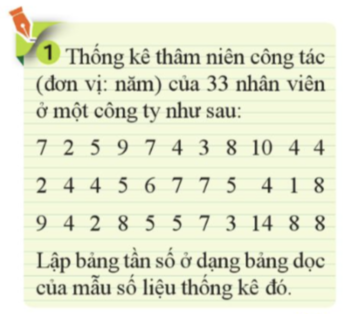 1 Thống kê thâm niên công tác
(đơn vị: năm) của 33 nhân viên
ở một công ty như sau:
7 2 5 9 7 4 3 8 10 4 4
2 4 4 5 6 7 7 5 4 1 8
9 4 2 8 5 5 7 3 14 8 8
Lập bảng tần số ở dạng bảng dọc
của mẫu số liệu thống kê đó.